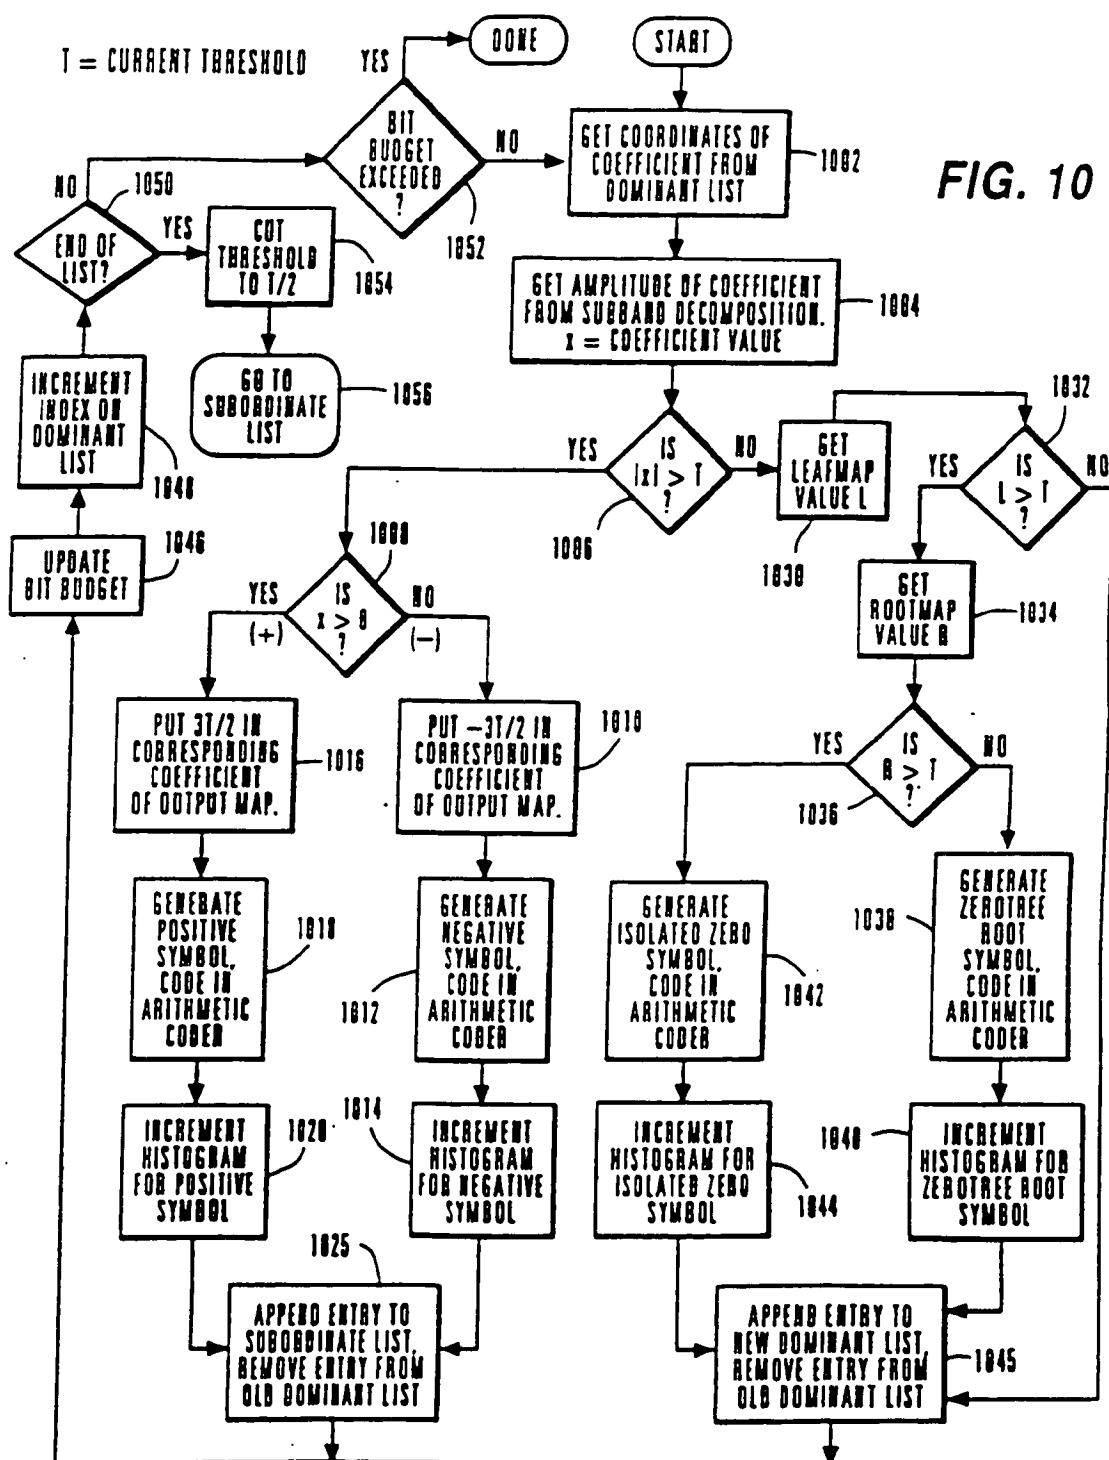 T = CURRENT THRESHOLD
YES
DONE
START
BIT
BUDGET
EXCEEDED
?
NO
1052
GET COORDINATES OF
COEFFICIENT FROM
DOMINANT LIST
1002
FIG. 10
NO
1050
END OF
LIST?
YES
CUT
THRESHOLD
TO T/2
1054
GO TO
SUBORDINATE
LIST
1056
GET AMPLITUDE OF COEFFICIENT
FROM SUBBAND DECOMPOSITION.
X = COEFFICIENT VALUE
1004
INCREMENT
INDEX ON
DOMINANT
LIST
1048
UPDATE
BIT BUDGET
1046
YES
IS
|X| > T
?
NO
1006
GET
LEAFMAP
VALUE L
1030
1032
YES
IS
L > T
?
NO
GET
ROOTMAP
VALUE R
1034
1008
YES
(+)
IS
X > 0
?
NO
(−)
PUT 3T/2 IN
CORRESPONDING
COEFFICIENT
OF OUTPUT MAP.
1016
PUT −3T/2 IN
CORRESPONDING
COEFFICIENT
OF OUTPUT MAP.
1010
YES
IS
R > T
?
NO
1036
GENERATE
POSITIVE
SYMBOL,
CODE IN
ARITHMETIC
CODER
1018
GENERATE
NEGATIVE
SYMBOL,
CODE IN
ARITHMETIC
CODER
1012
GENERATE
ISOLATED ZERO
SYMBOL,
CODE IN
ARITHMETIC
CODER
1042
GENERATE
ZEROTREE
ROOT
SYMBOL,
CODE IN
ARITHMETIC
CODER
1038
INCREMENT
HISTOGRAM
FOR POSITIVE
SYMBOL
1020
INCREMENT
HISTOGRAM
FOR NEGATIVE
SYMBOL
1014
INCREMENT
HISTOGRAM FOR
ISOLATED ZERO
SYMBOL
1044
INCREMENT
HISTOGRAM FOR
ZEROTREE ROOT
SYMBOL
1040
1025
APPEND ENTRY TO
SUBORDINATE LIST,
REMOVE ENTRY FROM
OLD DOMINANT LIST
APPEND ENTRY TO
NEW DOMINANT LIST,
REMOVE ENTRY FROM
OLD DOMINANT LIST
1045